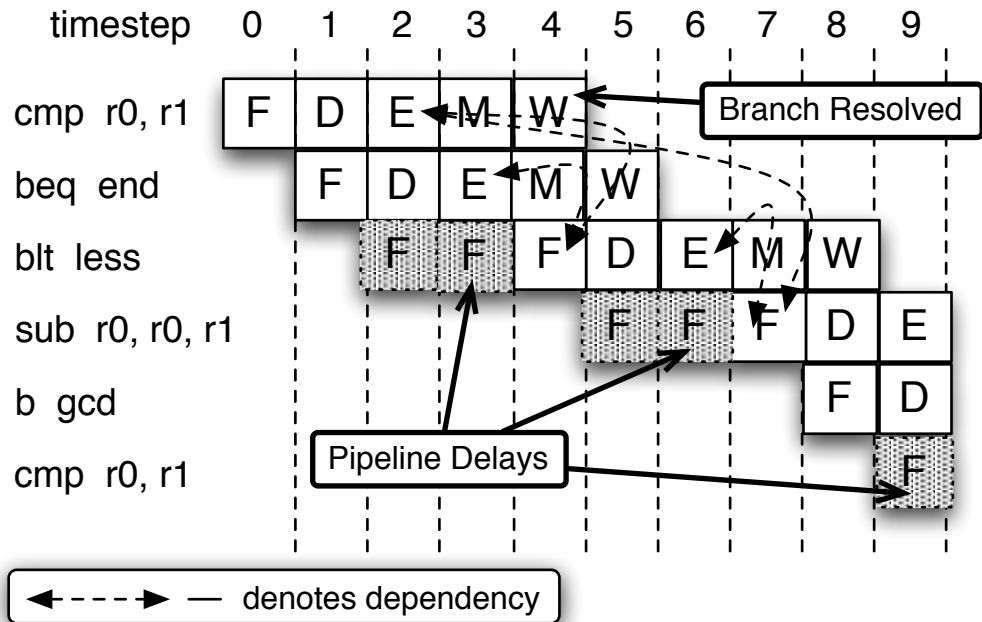 timestep 0 1 2 3 4 5 6 7 8 9
cmp r0, r1 F D E M W
Branch Resolved
beq end F D E M W
blt less F F F D E M W
sub r0, r0, r1 F F F D E
b gcd F D
Pipeline Delays
cmp r0, r1 F
— denotes dependency